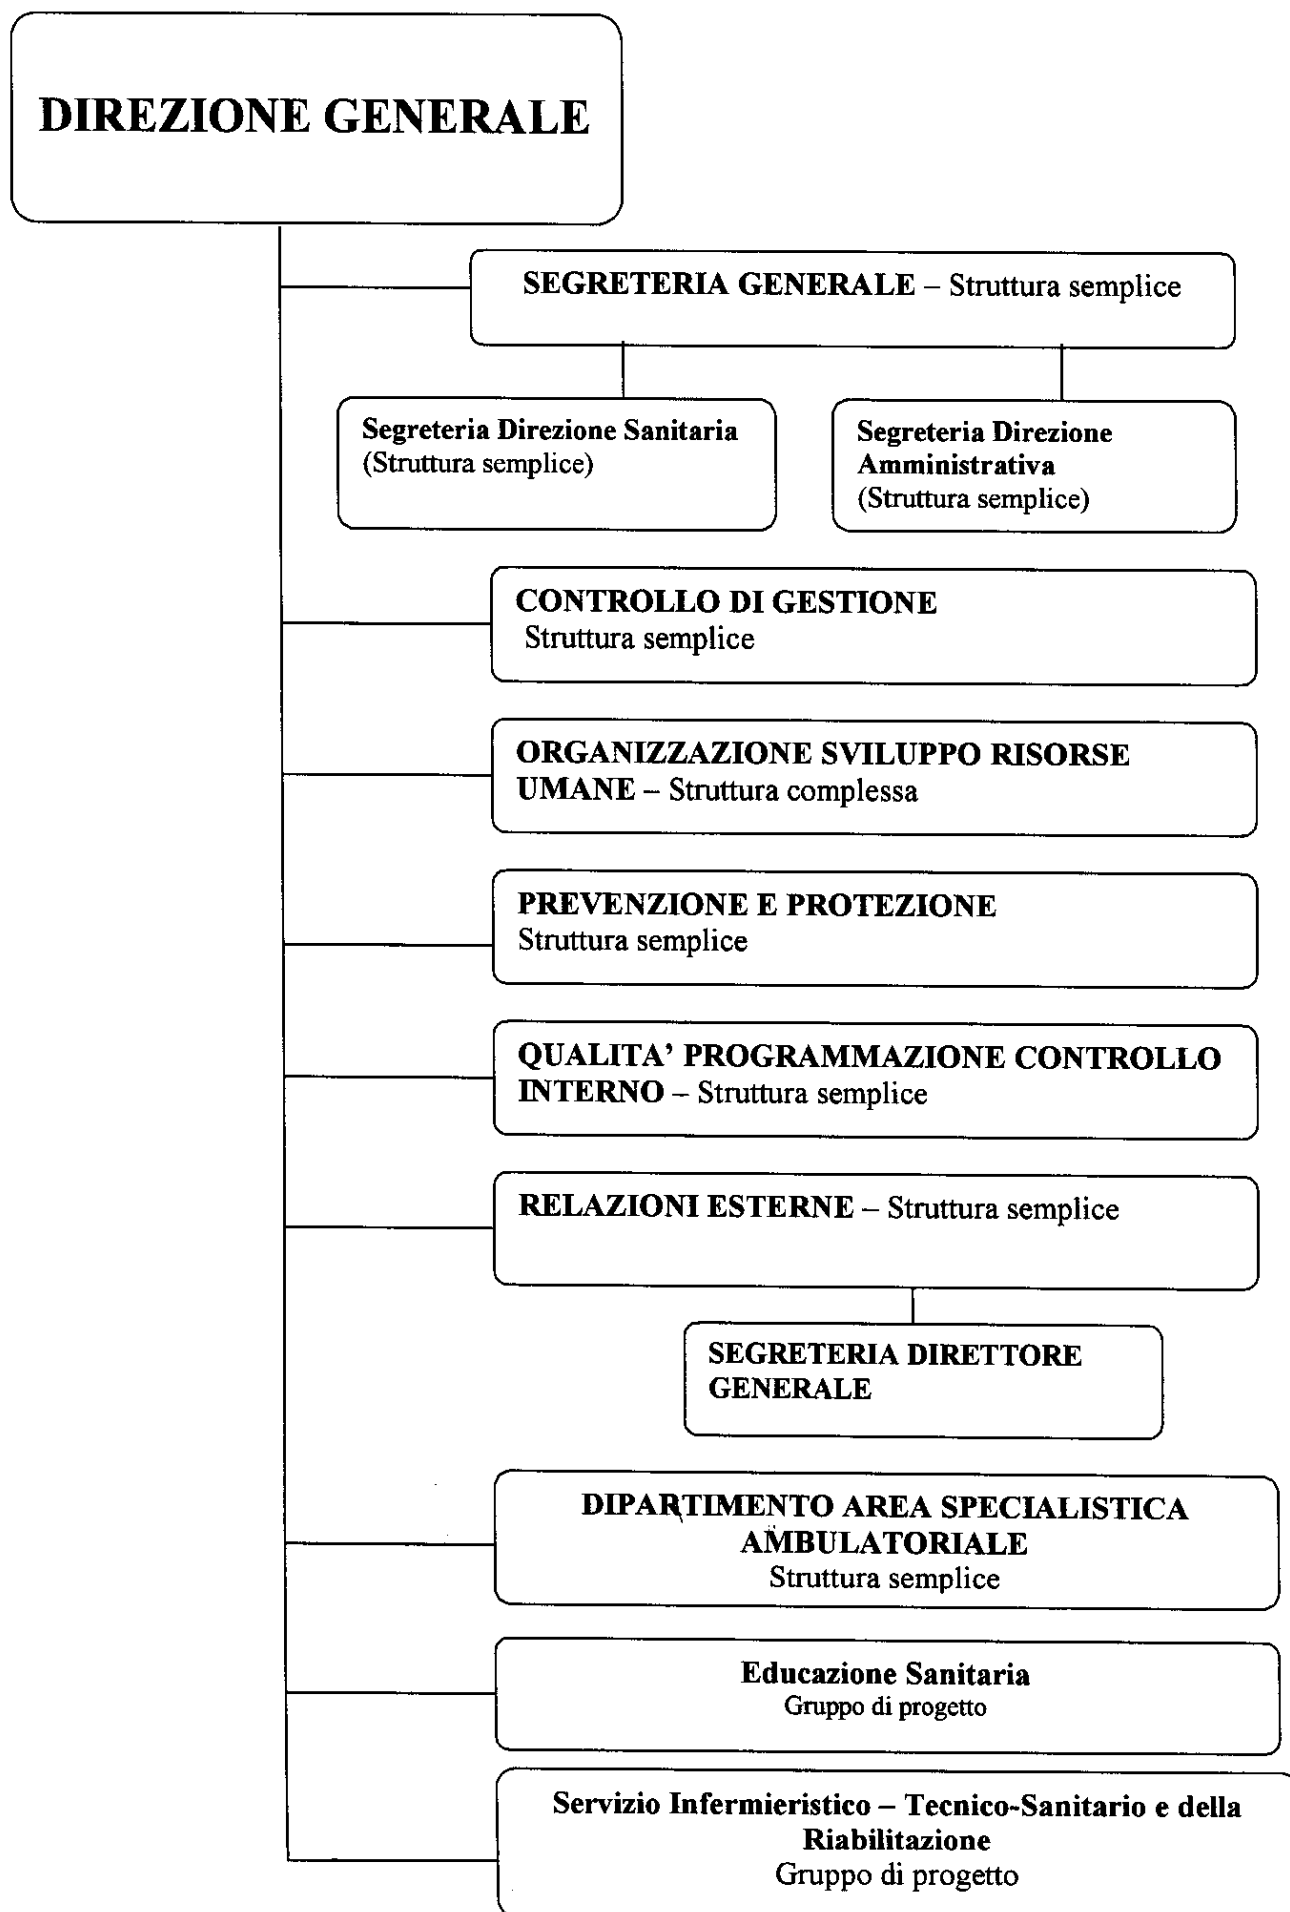 DIREZIONE GENERALE
SEGRETERIA GENERALE – Struttura semplice
Segreteria Direzione Sanitaria
(Struttura semplice)
Segreteria Direzione
Amministrativa
(Struttura semplice)
CONTROLLO DI GESTIONE
Struttura semplice
ORGANIZZAZIONE SVILUPPO RISORSE
UMANE – Struttura complessa
PREVENZIONE E PROTEZIONE
Struttura semplice
QUALITA’ PROGRAMMAZIONE CONTROLLO
INTERNO – Struttura semplice
RELAZIONI ESTERNE – Struttura semplice
SEGRETERIA DIRETTORE
GENERALE
DIPARTIMENTO AREA SPECIALISTICA
AMBULATORIALE
Struttura semplice
Educazione Sanitaria
Gruppo di progetto
Servizio Infermieristico – Tecnico-Sanitario e della
Riabilitazione
Gruppo di progetto